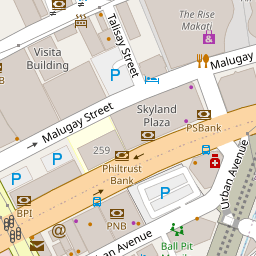 The Rise
Makati
Talisay Street
Visita
Building
P
Malugay
Malugay Street
Skyland
Plaza
PSBank
259
Philtrust
Bank
P
P
P
BPI
PNB
@
Urban Avenue
Urban Avenue
Ball Pit